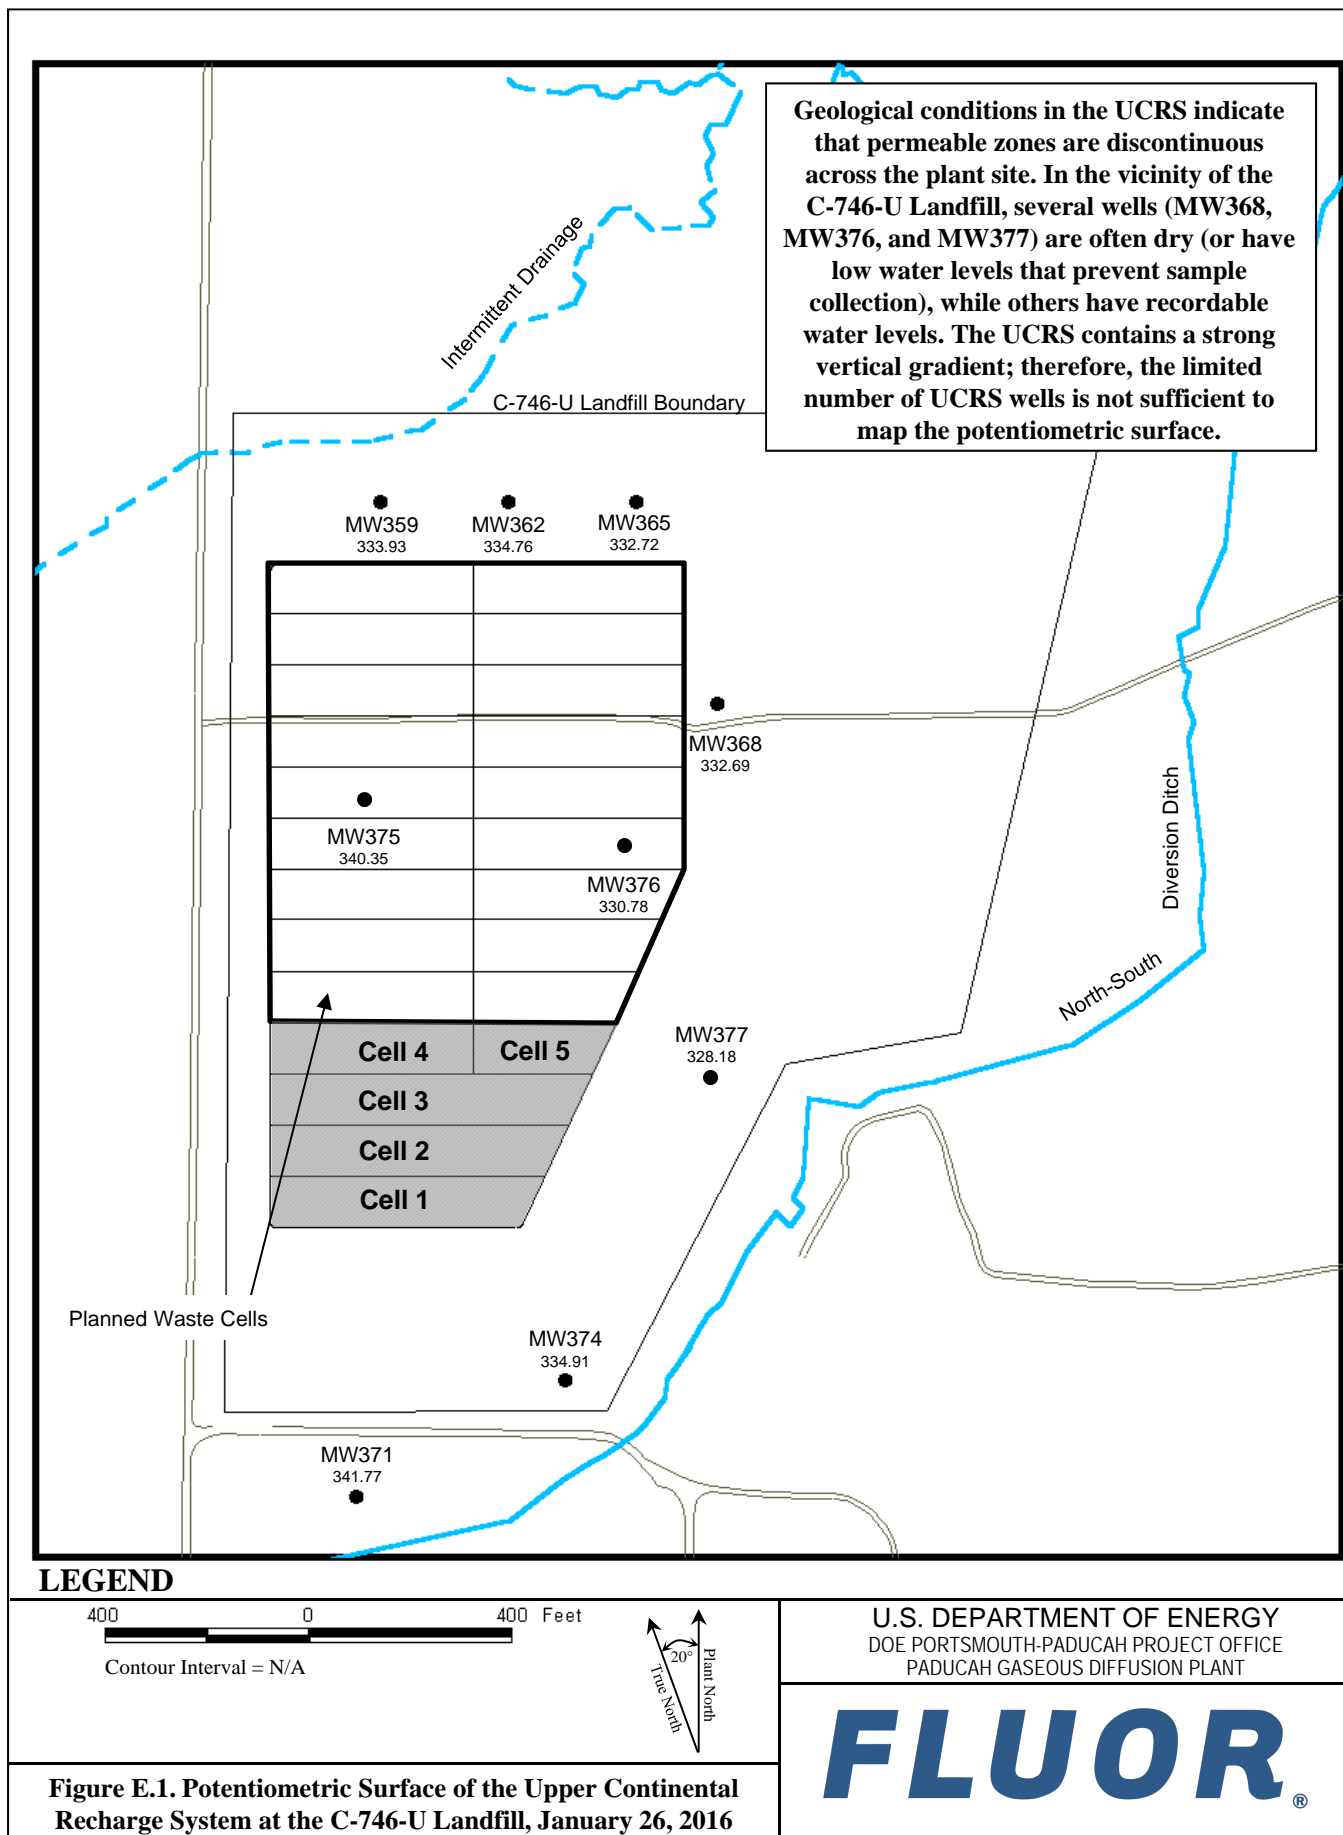 Geological conditions in the UCRS indicate
that permeable zones are discontinuous
across the plant site. In the vicinity of the
C-746-U Landfill, several wells (MW368,
MW376, and MW377) are often dry (or have
low water levels that prevent sample
collection), while others have recordable
water levels. The UCRS contains a strong
vertical gradient; therefore, the limited
number of UCRS wells is not sufficient to
map the potentiometric surface.
Intermittent Drainage
C-746-U Landfill Boundary
MW359
333.93
MW362
334.76
MW365
332.72
MW368
332.69
MW375
340.35
MW376
330.78
Diversion Ditch
North-South
MW377
328.18
Cell 4
Cell 5
Cell 3
Cell 2
Cell 1
Planned Waste Cells
MW374
334.91
MW371
341.77
LEGEND
400 0 400 Feet
Contour Interval = N/A
20°
True North
Plant North
U.S. DEPARTMENT OF ENERGY
DOE PORTSMOUTH-PADUCAH PROJECT OFFICE
PADUCAH GASEOUS DIFFUSION PLANT
FLUOR®
Figure E.1. Potentiometric Surface of the Upper Continental
Recharge System at the C-746-U Landfill, January 26, 2016